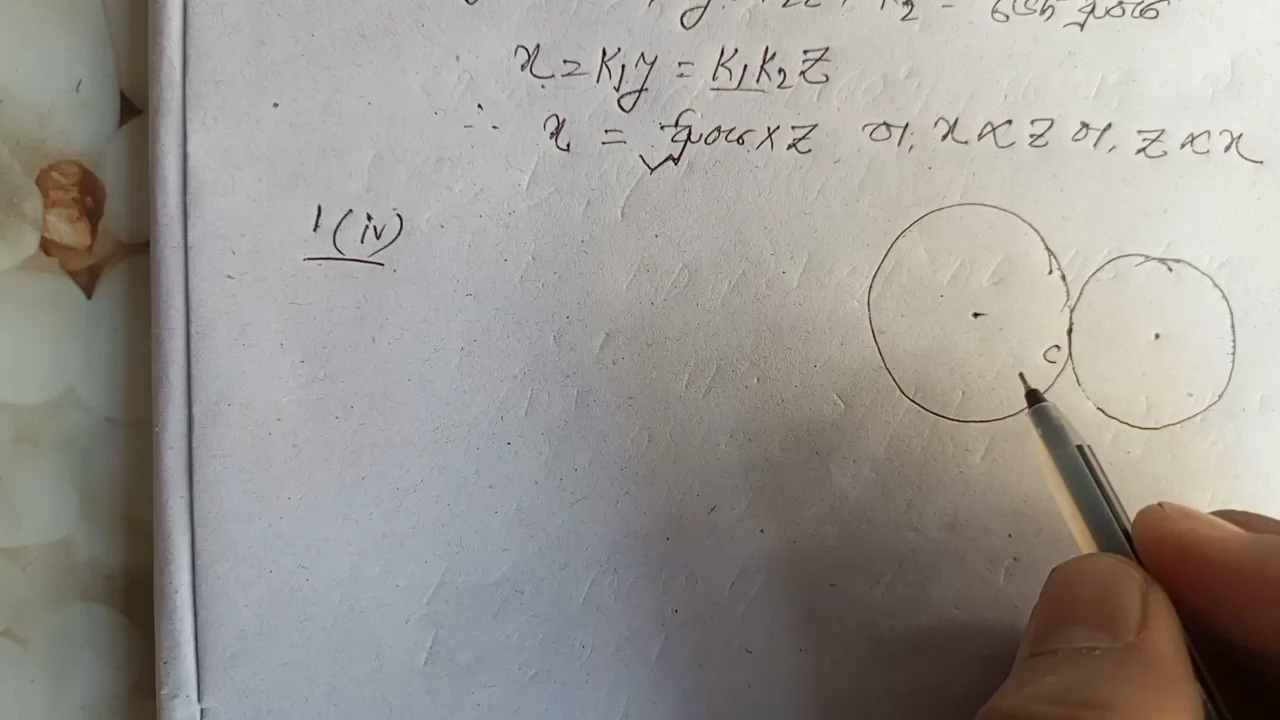 x = K₁y = K₁K₂Z
∴ x = ধ্রুবক × Z বা, x ∝ Z বা, Z ∝ x
1(iv)
C